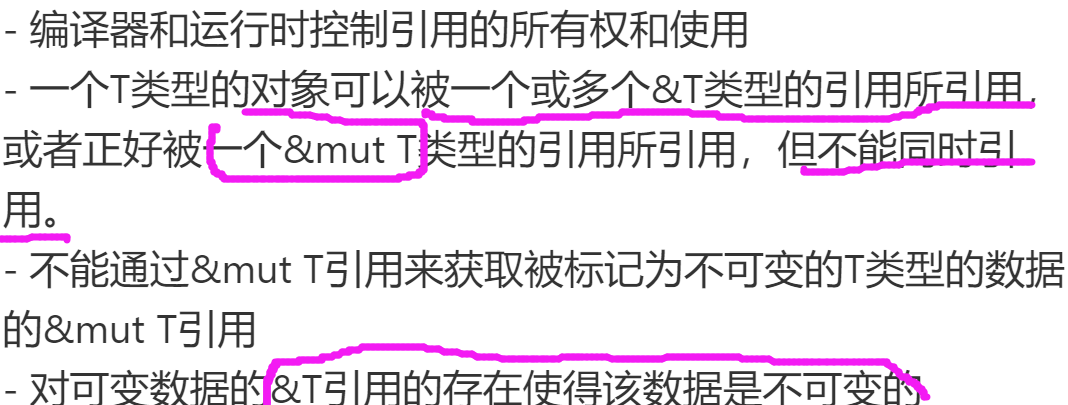 - 编译器和运行时控制引用的所有权和使用
- 一个T类型的对象可以被一个或多个&T类型的引用所引用,
或者正好被一个&mut T类型的引用所引用，但不能同时引
用。
- 不能通过&mut T引用来获取被标记为不可变的T类型的数据
的&mut T引用
- 对可变数据的&T引用的存在使得该数据是不可变的